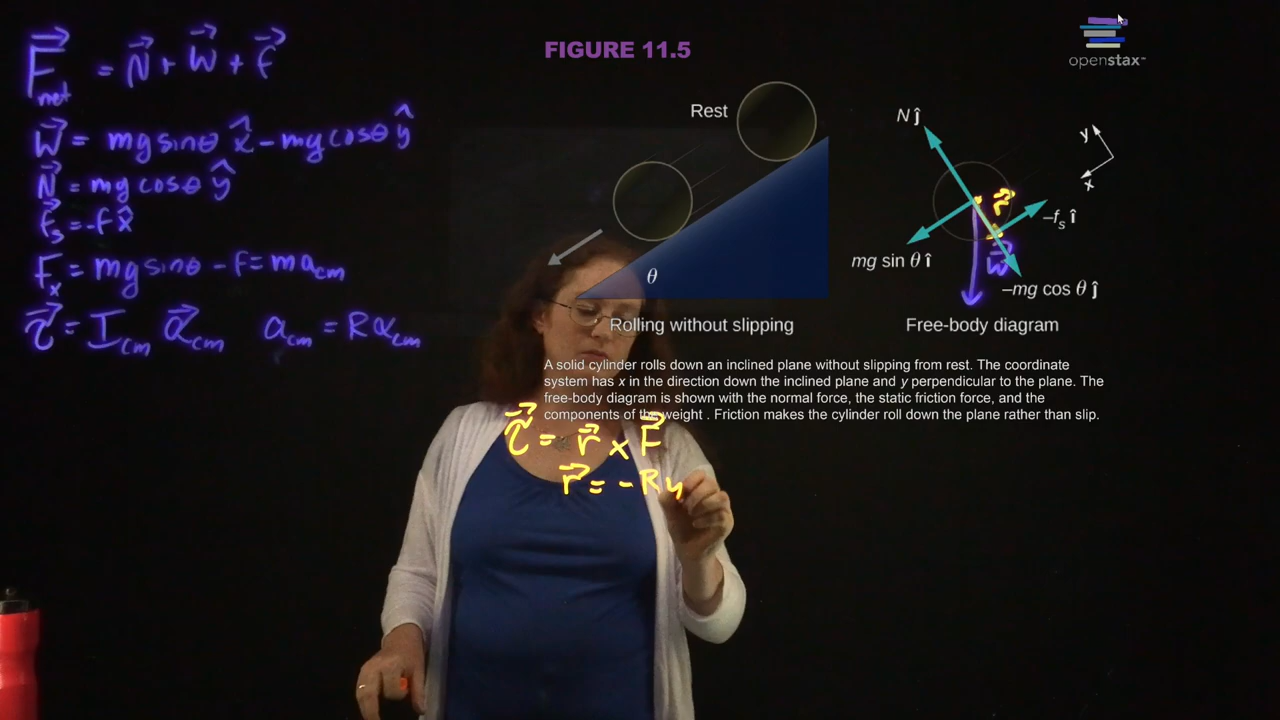 F⃗net = N⃗ + W⃗ + f⃗
W⃗ = mg sinθ x̂ - mg cosθ ŷ
N⃗ = mg cosθ ŷ
f⃗s = -f x̂
Fx = mg sinθ - f = m acm
τ⃗ = Icm α⃗cm acm = R αcm
FIGURE 11.5
openstax™
Rest
θ
Rolling without slipping
N ĵ
y
x
r⃗
–fs î
mg sin θ î
W⃗
–mg cos θ ĵ
Free-body diagram
A solid cylinder rolls down an inclined plane without slipping from rest. The coordinate
system has x in the direction down the inclined plane and y perpendicular to the plane. The
free-body diagram is shown with the normal force, the static friction force, and the
components of the weight . Friction makes the cylinder roll down the plane rather than slip.
τ⃗ = r⃗ x F⃗
r⃗ = -R y